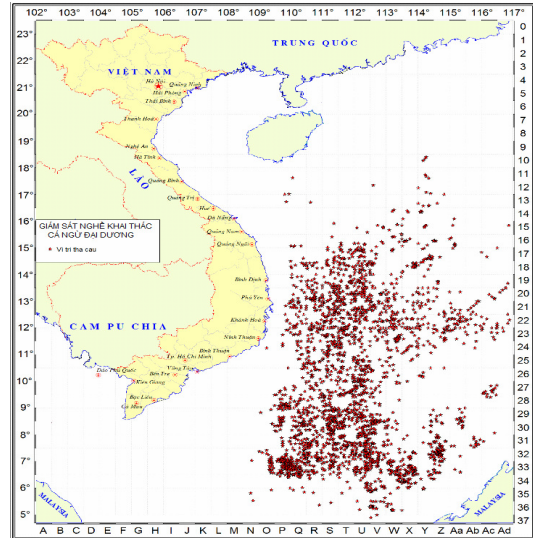 102° 103° 104° 105° 106° 107° 108° 109° 110° 111° 112° 113° 114° 115° 116° 117°
23° 0
1
22° 2
3
21° 4
5
20° 6
7
19° 8
9
18° 10
11
17° 12
13
16° 14
15
15° 16
17
14° 18
19
13° 20
21
12° 22
23
11° 24
25
10° 26
27
9° 28
29
8° 30
31
7° 32
33
6° 34
35
5° 36
37
TRUNG QUỐC
VIỆT NAM
Hà Nội
Quảng Ninh
Hải Phòng
Thái Bình
Thanh Hoá
Nghệ An
Hà Tĩnh
LÀO
Quảng Bình
Quảng Trị
Huế
Đà Nẵng
Quảng Nam
Quảng Ngãi
GIÁM SÁT NGHỀ KHAI THÁC
CÁ NGỪ ĐẠI DƯƠNG
Vị trí thả câu
Bình Định
Phú Yên
Khánh Hoà
CAM PU CHIA
Ninh Thuận
Bình Thuận
Tp. Hồ Chí Minh
Đảo Phú Quốc
Vũng Tàu
Bến Tre
Kiên Giang
Bạc Liêu
Cà Mau
MALAYSIA
MALAYSIA
A B C D E F G H I J K L M N O P Q R S T U V W X Y Z Aa Ab Ac Ad